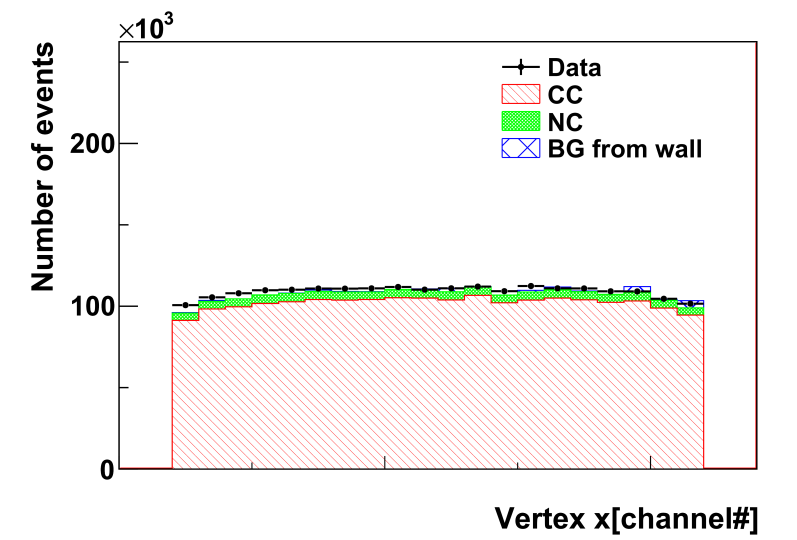 ×10³
Number of events
200
100
0
Data
CC
NC
BG from wall
Vertex x[channel#]